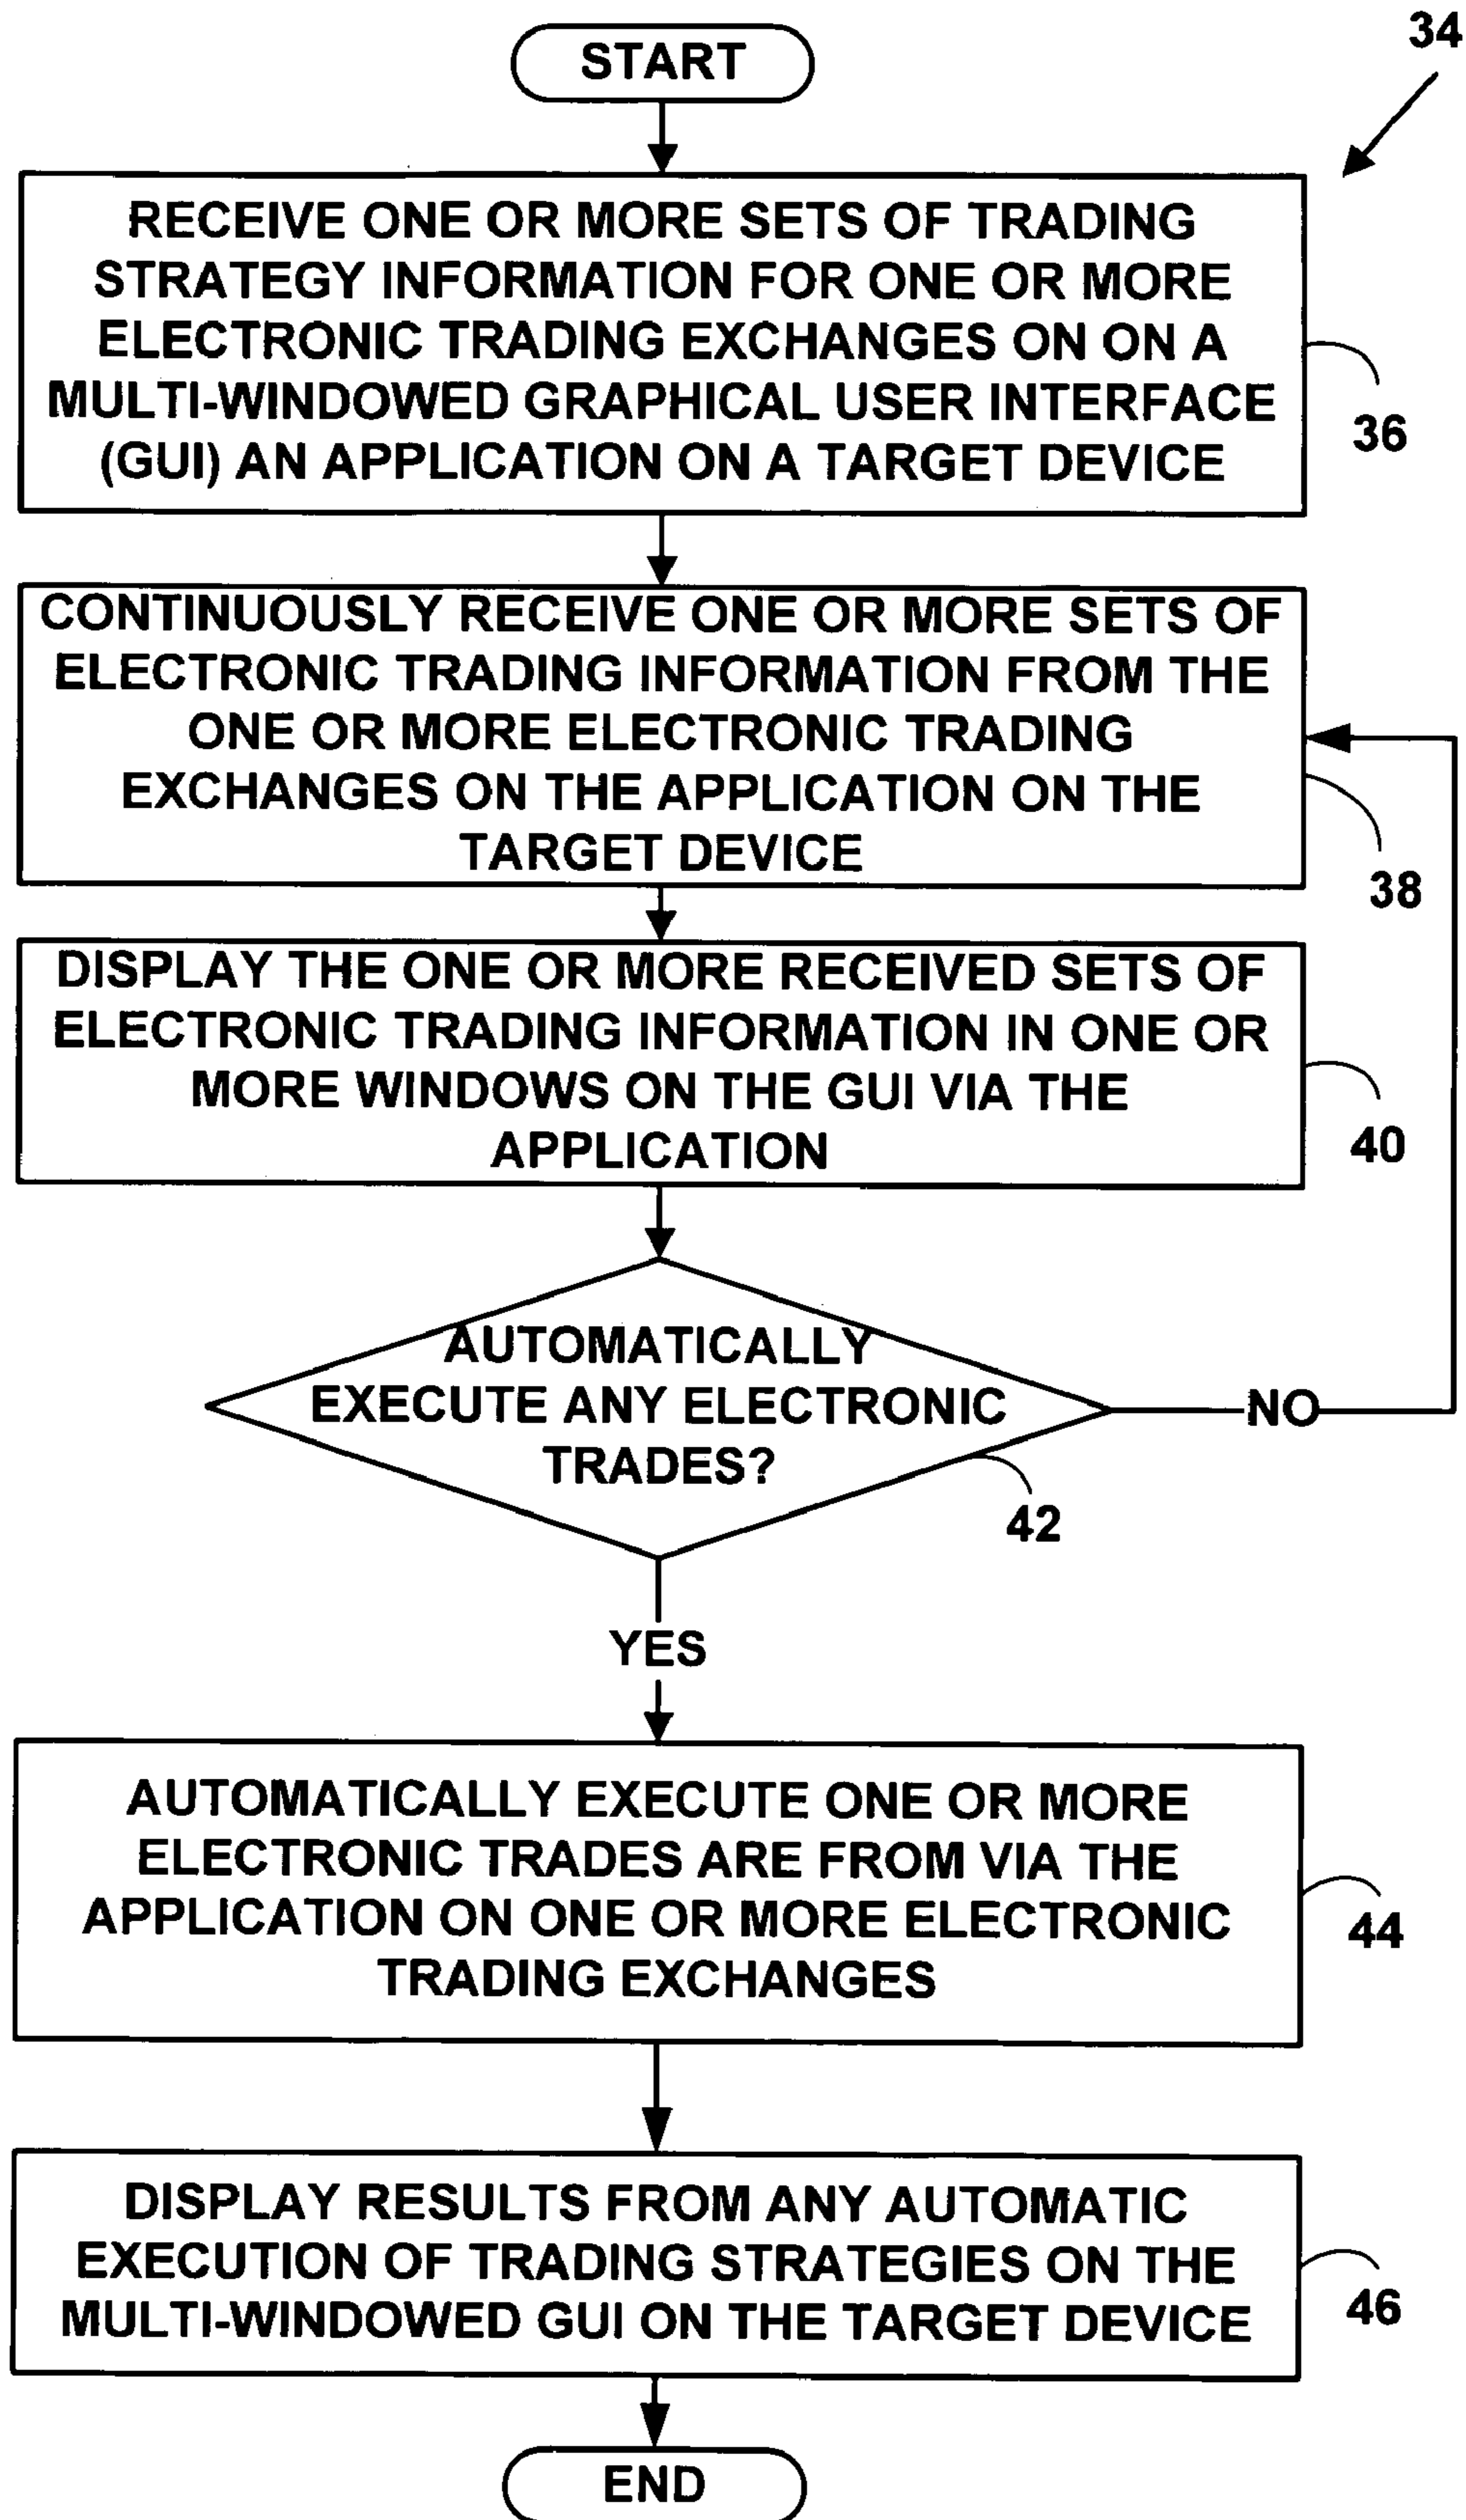 START
34
RECEIVE ONE OR MORE SETS OF TRADING
STRATEGY INFORMATION FOR ONE OR MORE
ELECTRONIC TRADING EXCHANGES ON ON A
MULTI-WINDOWED GRAPHICAL USER INTERFACE
(GUI) AN APPLICATION ON A TARGET DEVICE
36
CONTINUOUSLY RECEIVE ONE OR MORE SETS OF
ELECTRONIC TRADING INFORMATION FROM THE
ONE OR MORE ELECTRONIC TRADING
EXCHANGES ON THE APPLICATION ON THE
TARGET DEVICE
38
DISPLAY THE ONE OR MORE RECEIVED SETS OF
ELECTRONIC TRADING INFORMATION IN ONE OR
MORE WINDOWS ON THE GUI VIA THE
APPLICATION
40
AUTOMATICALLY
EXECUTE ANY ELECTRONIC
TRADES?
NO
42
YES
AUTOMATICALLY EXECUTE ONE OR MORE
ELECTRONIC TRADES ARE FROM VIA THE
APPLICATION ON ONE OR MORE ELECTRONIC
TRADING EXCHANGES
44
DISPLAY RESULTS FROM ANY AUTOMATIC
EXECUTION OF TRADING STRATEGIES ON THE
MULTI-WINDOWED GUI ON THE TARGET DEVICE
46
END